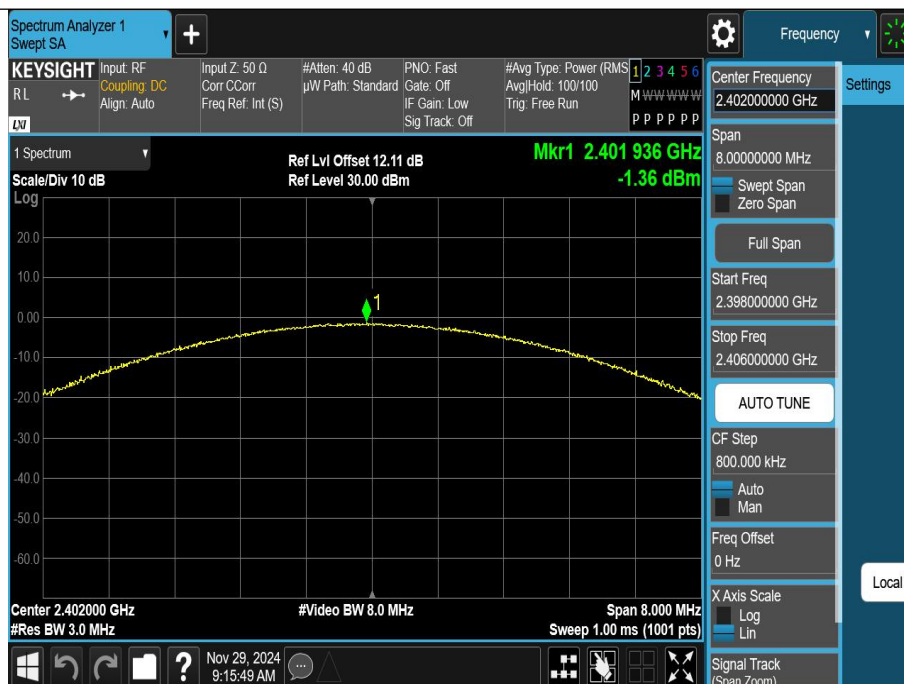 Spectrum Analyzer 1
Swept SA
Frequency
KEYSIGHT
R L
LXI
Input: RF
Coupling: DC
Align: Auto
Input Z: 50 Ω
Corr CCorr
Freq Ref: Int (S)
#Atten: 40 dB
µW Path: Standard
PNO: Fast
Gate: Off
IF Gain: Low
Sig Track: Off
#Avg Type: Power (RMS
Avg|Hold: 100/100
Trig: Free Run
1 2 3 4 5 6
M W W W W W
P P P P P P
Center Frequency
2.402000000 GHz
Settings
1 Spectrum
Scale/Div 10 dB
Ref Lvl Offset 12.11 dB
Ref Level 30.00 dBm
Mkr1 2.401 936 GHz
-1.36 dBm
Log
20.0
10.0
0.00
-10.0
-20.0
-30.0
-40.0
-50.0
-60.0
1
Span
8.00000000 MHz
Swept Span
Zero Span
Full Span
Start Freq
2.398000000 GHz
Stop Freq
2.406000000 GHz
AUTO TUNE
CF Step
800.000 kHz
Auto
Man
Freq Offset
0 Hz
X Axis Scale
Log
Lin
Local
Signal Track
(Span Zoom)
Center 2.402000 GHz
#Video BW 8.0 MHz
Span 8.000 MHz
#Res BW 3.0 MHz
Sweep 1.00 ms (1001 pts)
?
Nov 29, 2024
9:15:49 AM